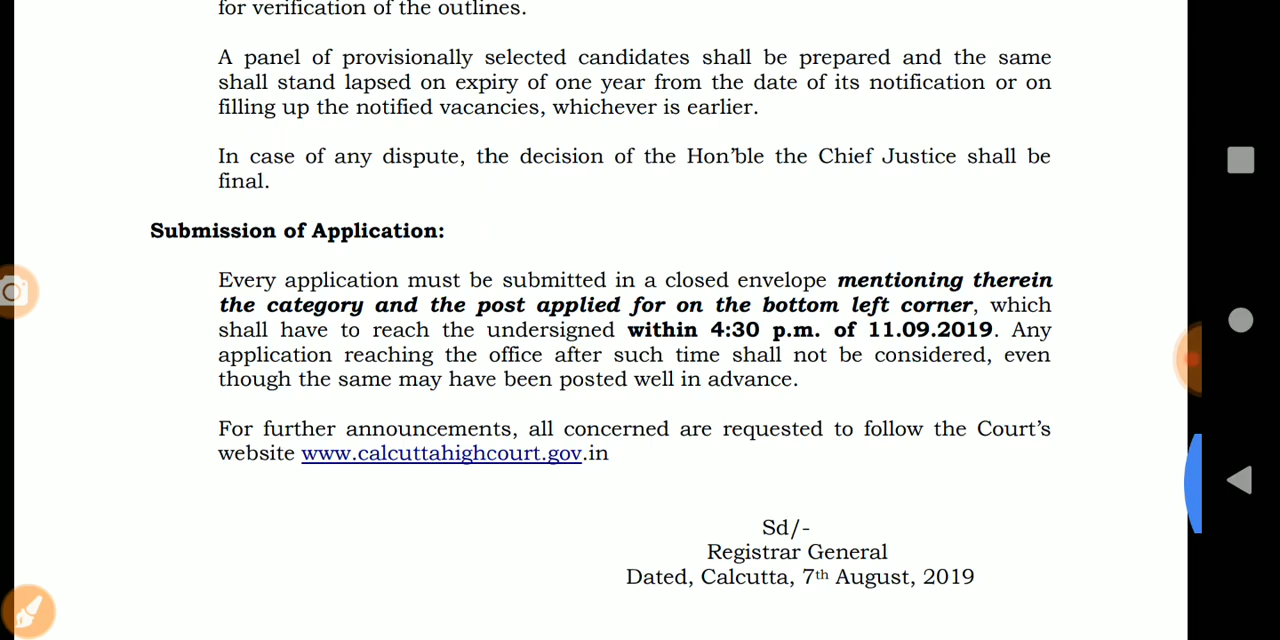 for verification of the outlines.
A panel of provisionally selected candidates shall be prepared and the same
shall stand lapsed on expiry of one year from the date of its notification or on
filling up the notified vacancies, whichever is earlier.
In case of any dispute, the decision of the Hon’ble the Chief Justice shall be
final.
Submission of Application:
Every application must be submitted in a closed envelope mentioning therein
the category and the post applied for on the bottom left corner, which
shall have to reach the undersigned within 4:30 p.m. of 11.09.2019. Any
application reaching the office after such time shall not be considered, even
though the same may have been posted well in advance.
For further announcements, all concerned are requested to follow the Court’s
website www.calcuttahighcourt.gov.in
Sd/-
Registrar General
Dated, Calcutta, 7th August, 2019